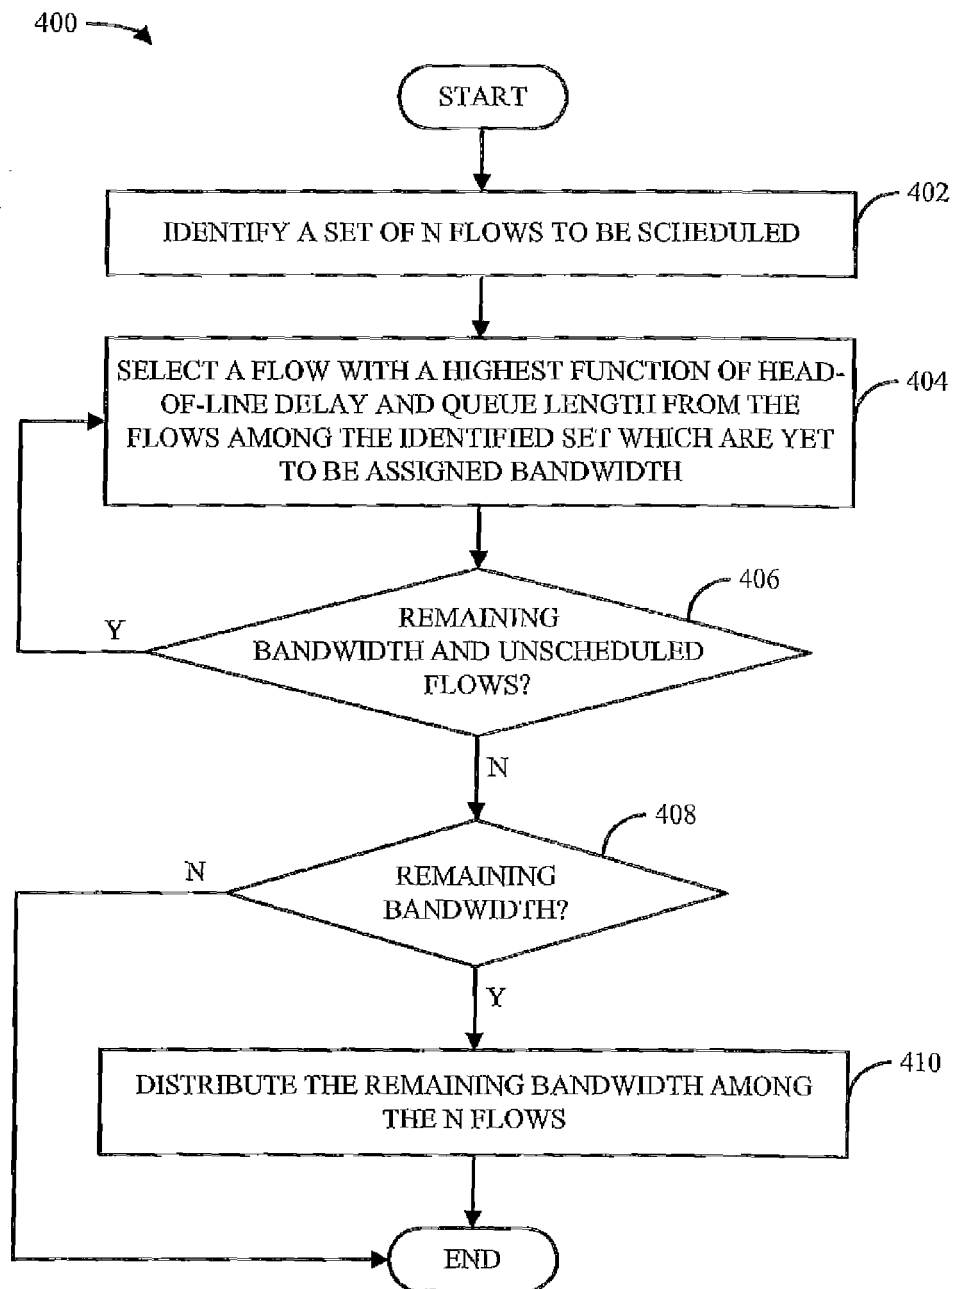 400
START
402
IDENTIFY A SET OF N FLOWS TO BE SCHEDULED
404
SELECT A FLOW WITH A HIGHEST FUNCTION OF HEAD-
OF-LINE DELAY AND QUEUE LENGTH FROM THE
FLOWS AMONG THE IDENTIFIED SET WHICH ARE YET
TO BE ASSIGNED BANDWIDTH
406
REMAINING
BANDWIDTH AND UNSCHEDULED
FLOWS?
Y
N
408
REMAINING
BANDWIDTH?
N
Y
410
DISTRIBUTE THE REMAINING BANDWIDTH AMONG
THE N FLOWS
END